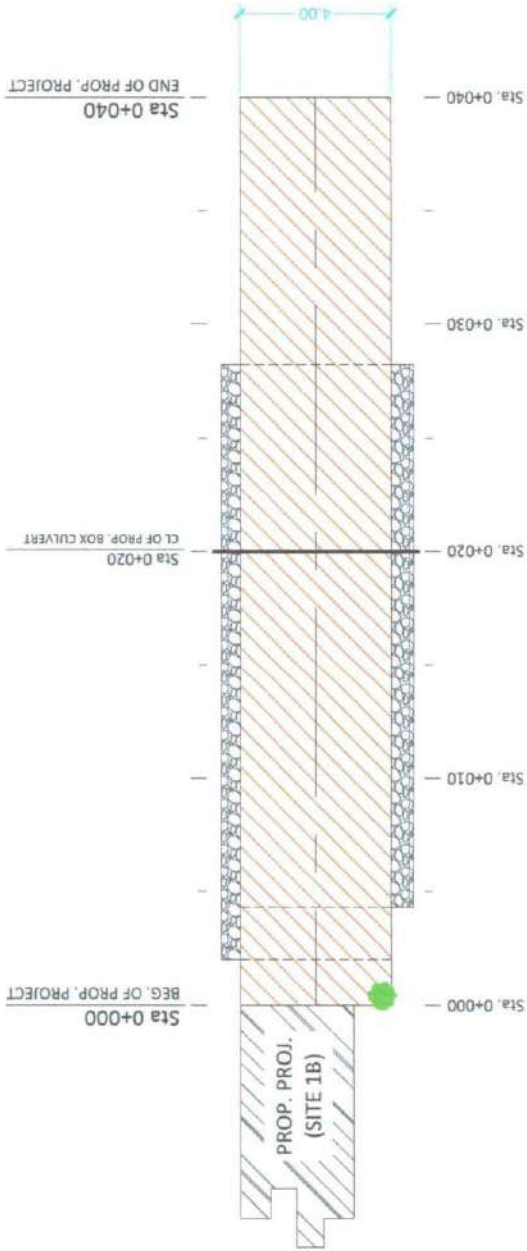 4.00
Sta 0+040
END OF PROP. PROJECT
Sta. 0+040
Sta. 0+030
Sta 0+020
CL OF PROP. BOX CULVERT
Sta. 0+020
Sta. 0+010
Sta 0+000
BEG. OF PROP. PROJECT
Sta. 0+000
PROP. PROJ.
(SITE 1B)